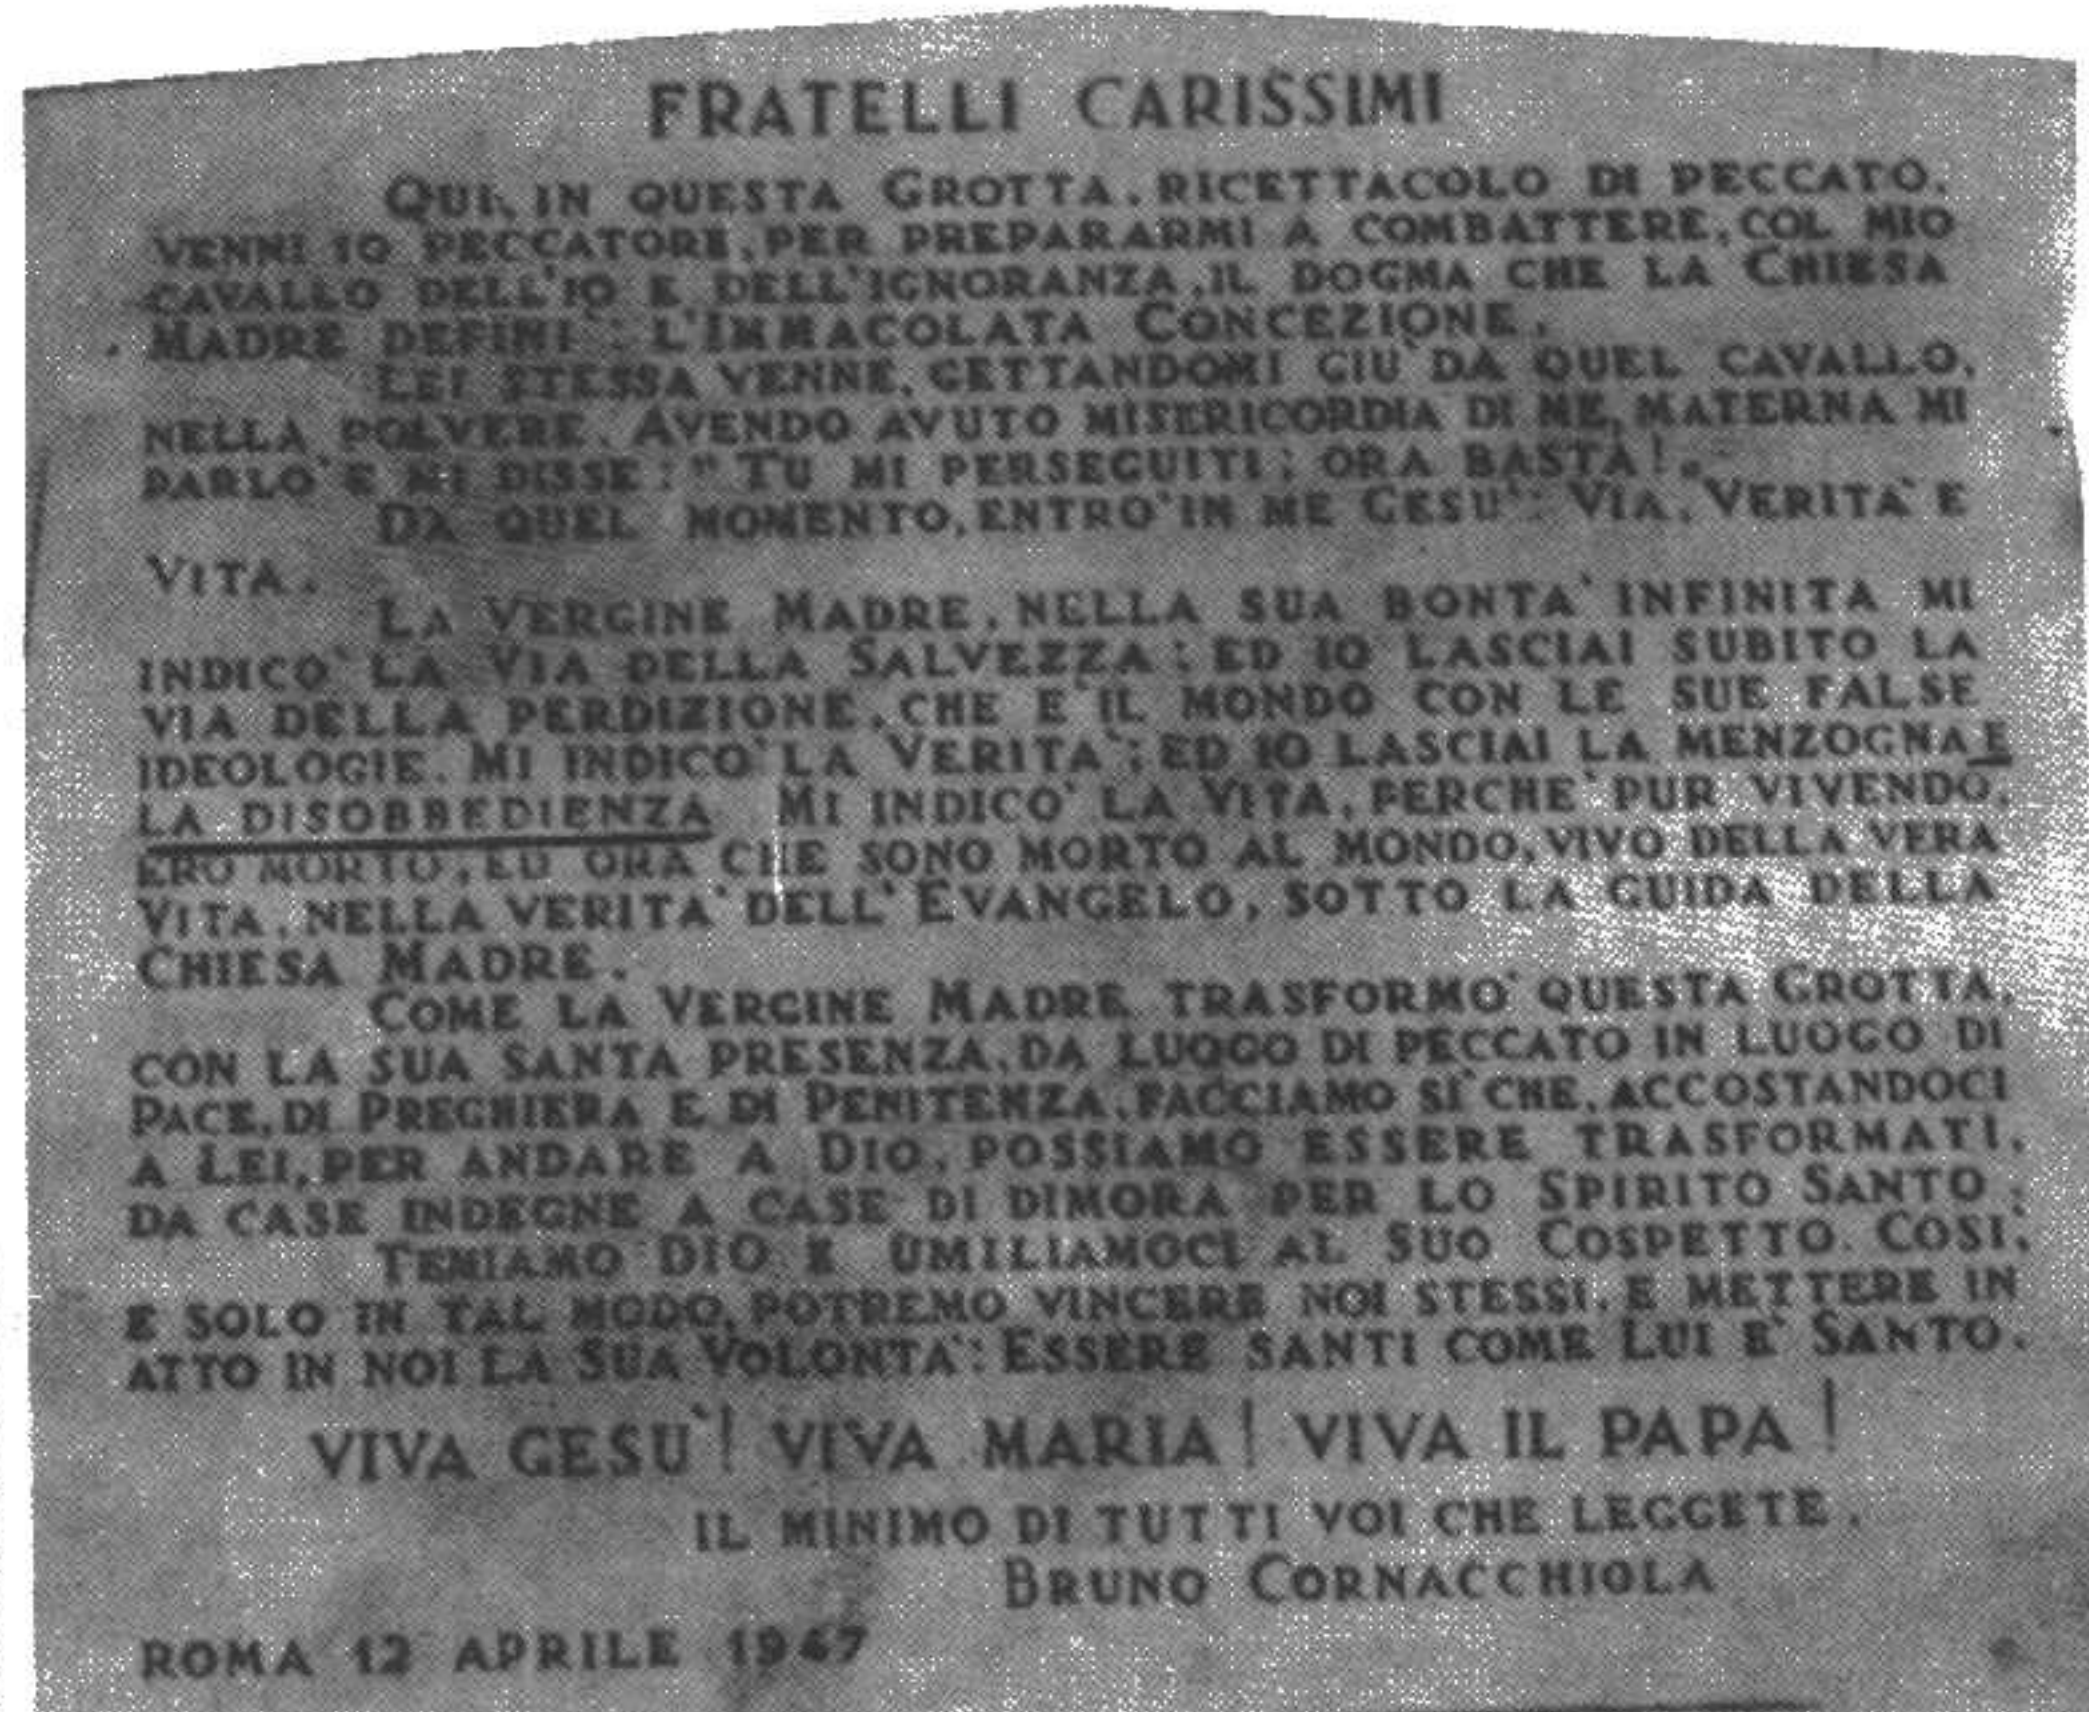 FRATELLI CARISSIMI
QUI, IN QUESTA GROTTA, RICETTACOLO DI PECCATO,
VENNI IO PECCATORE, PER PREPARARMI A COMBATTERE, COL MIO
CAVALLO DELL'IO E DELL'IGNORANZA, IL DOGMA CHE LA CHIESA
MADRE DEFINI: L'IMMACOLATA CONCEZIONE.
LEI STESSA VENNE, GETTANDOMI GIU' DA QUEL CAVALLO,
NELLA POLVERE. AVENDO AVUTO MISERICORDIA DI ME, MATERNA MI
PARLO' E MI DISSE: "TU MI PERSEGUITI; ORA BASTA!"
DA QUEL MOMENTO, ENTRO' IN ME GESU': VIA, VERITA' E
VITA.
LA VERGINE MADRE, NELLA SUA BONTA' INFINITA MI
INDICO' LA VIA DELLA SALVEZZA; ED IO LASCIAI SUBITO LA
VIA DELLA PERDIZIONE, CHE E' IL MONDO CON LE SUE FALSE
IDEOLOGIE. MI INDICO' LA VERITA'; ED IO LASCIAI LA MENZOGNA E
LA DISOBBEDIENZA MI INDICO' LA VITA, PERCHE' PUR VIVENDO,
ERO MORTO, ED ORA CHE SONO MORTO AL MONDO, VIVO DELLA VERA
VITA, NELLA VERITA' DELL'EVANGELO, SOTTO LA GUIDA DELLA
CHIESA MADRE.
COME LA VERGINE MADRE TRASFORMO' QUESTA GROTTA,
CON LA SUA SANTA PRESENZA, DA LUOGO DI PECCATO IN LUOGO DI
PACE, DI PREGHIERA E DI PENITENZA, FACCIAMO SI' CHE, ACCOSTANDOCI
A LEI, PER ANDARE A DIO, POSSIAMO ESSERE TRASFORMATI,
DA CASE INDEGNE A CASE DI DIMORA PER LO SPIRITO SANTO.
TEMIAMO DIO E UMILIAMOCI AL SUO COSPETTO. COSI,
E SOLO IN TAL MODO, POTREMO VINCERE NOI STESSI, E METTERE IN
ATTO IN NOI LA SUA VOLONTA': ESSERE SANTI COME LUI E' SANTO.
VIVA GESU'! VIVA MARIA! VIVA IL PAPA!
IL MINIMO DI TUTTI VOI CHE LEGGETE.
BRUNO CORNACCHIOLA
ROMA 12 APRILE 1947